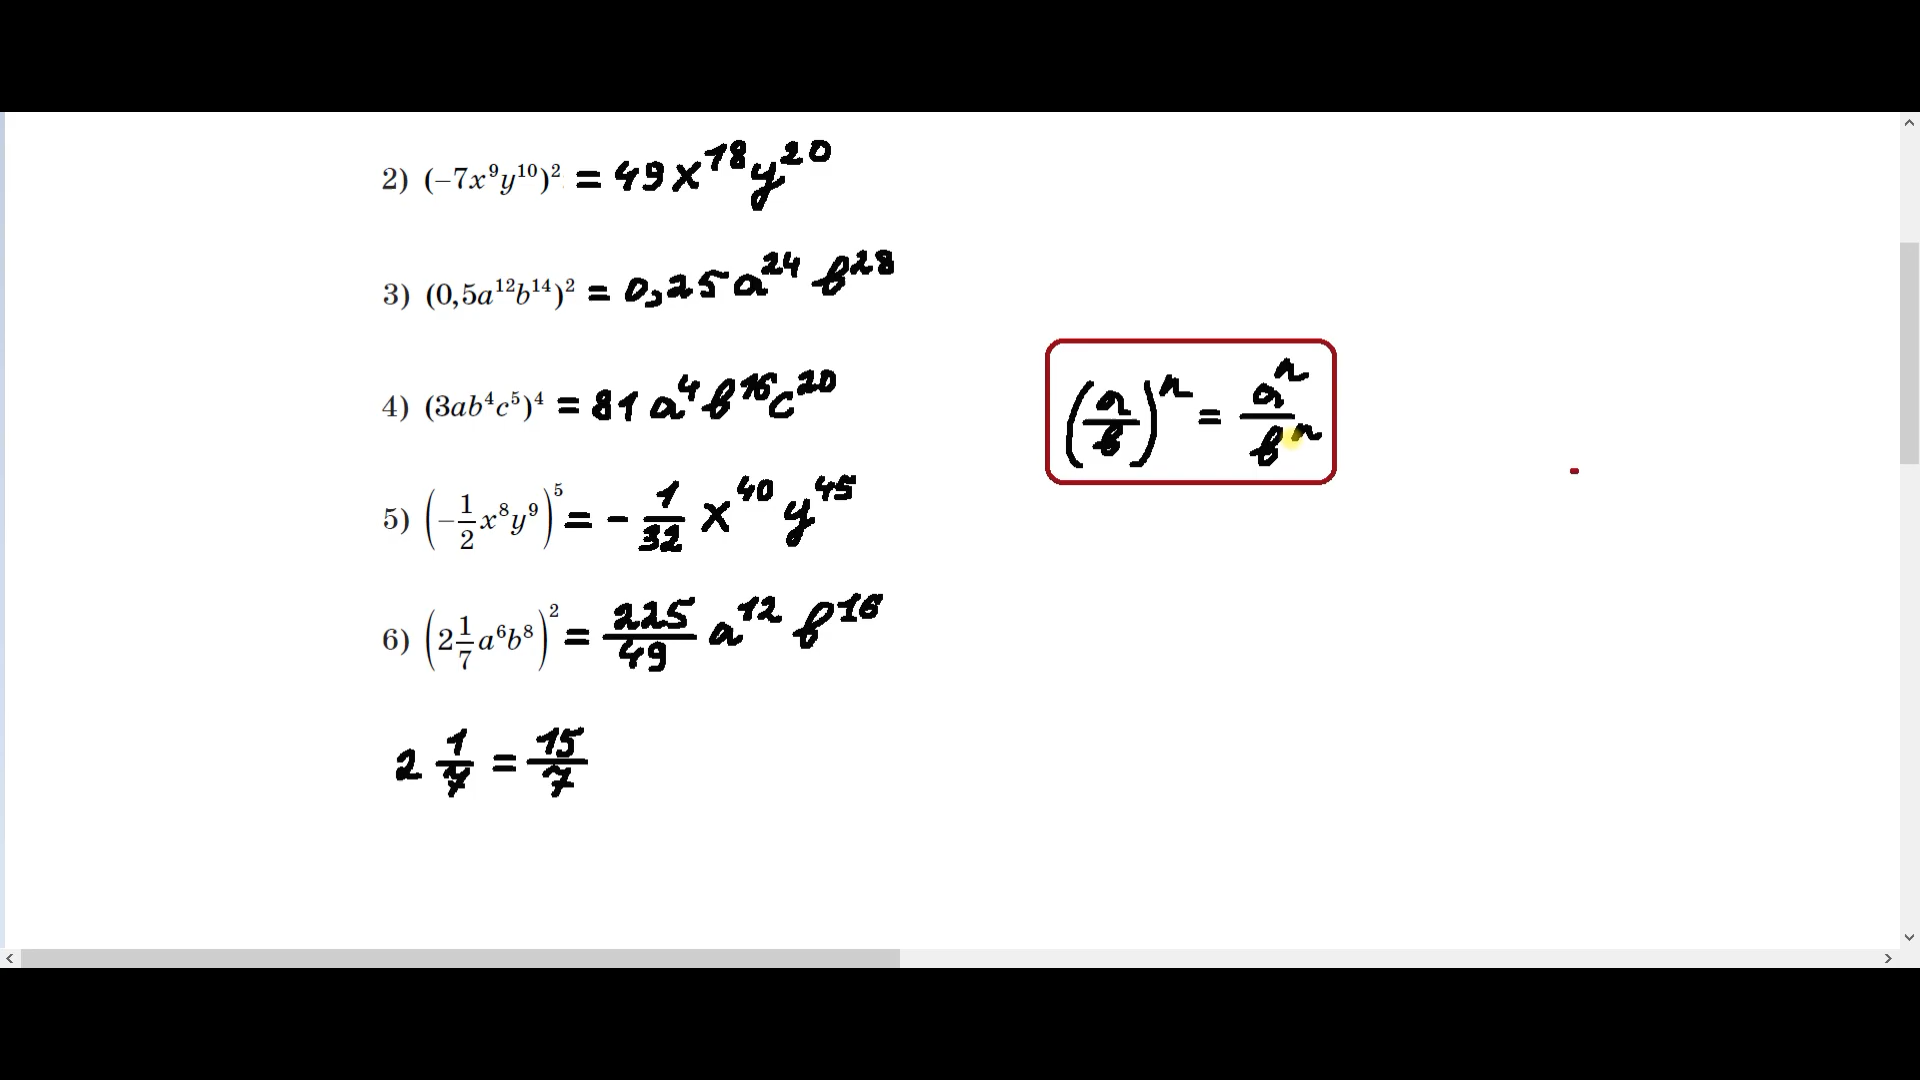 2) (–7x⁹y¹⁰)² = 49x¹⁸y²⁰
3) (0,5a¹²b¹⁴)² = 0,25a²⁴b²⁸
4) (3ab⁴c⁵)⁴ = 81a⁴b¹⁶c²⁰
(a/b)ⁿ = aⁿ/bⁿ
5) (–1/2x⁸y⁹)⁵ = –1/32x⁴⁰y⁴⁵
6) (2 1/7a⁶b⁸)² = 225/49a¹²b¹⁶
2 1/7 = 15/7